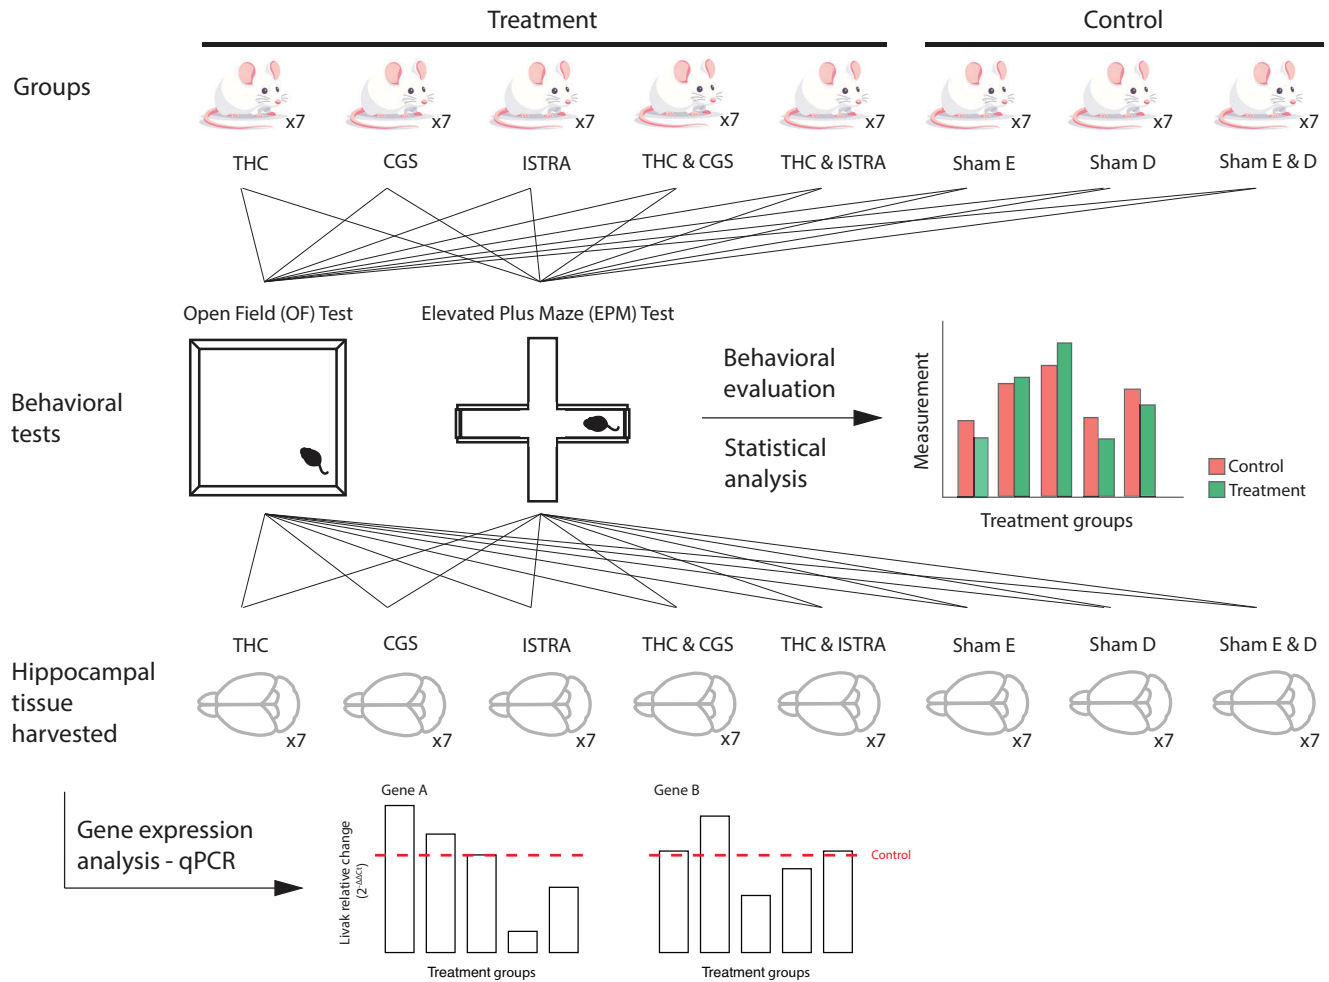 Treatment
Control
Groups
x7
x7
x7
x7
x7
x7
x7
x7
THC
CGS
ISTRA
THC & CGS
THC & ISTRA
Sham E
Sham D
Sham E & D
Open Field (OF) Test
Elevated Plus Maze (EPM) Test
Behavioral
tests
Behavioral
evaluation
Statistical
analysis
Measurement
Control
Treatment
Treatment groups
THC
CGS
ISTRA
THC & CGS
THC & ISTRA
Sham E
Sham D
Sham E & D
Hippocampal
tissue
harvested
x7
x7
x7
x7
x7
x7
x7
x7
Gene expression
analysis - qPCR
Gene A
Gene B
Livak relative change
(2-ΔΔCt)
Control
Treatment groups
Treatment groups